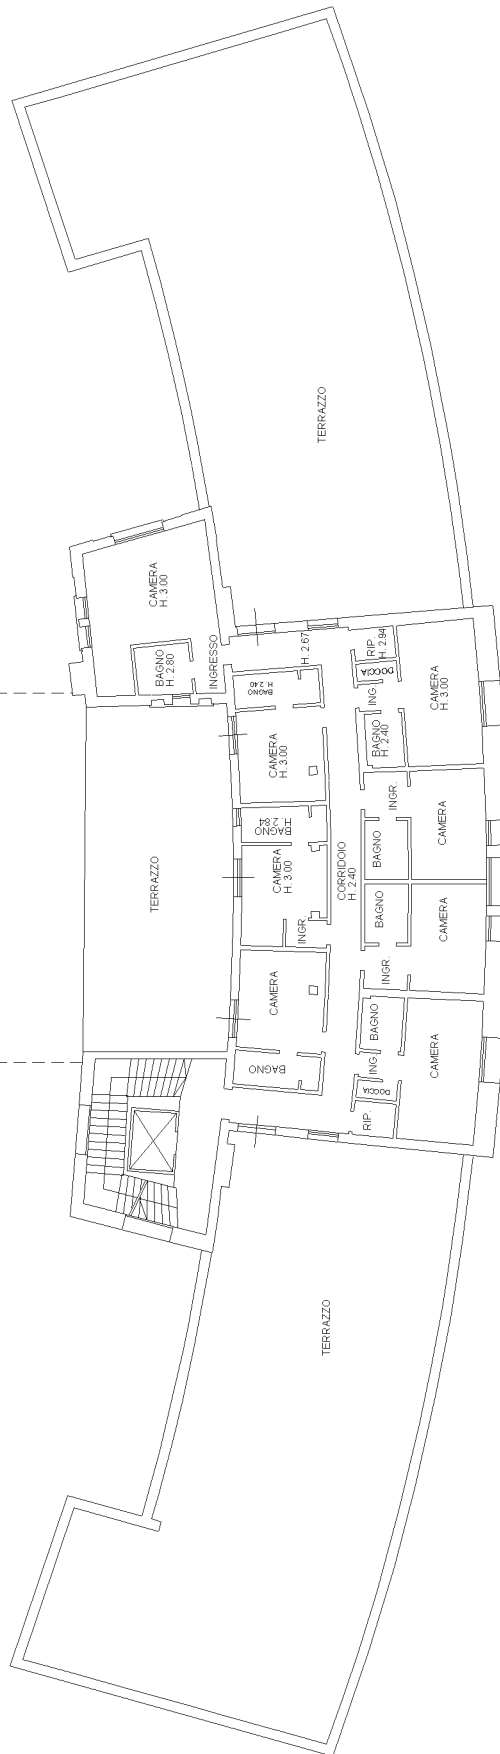 TERRAZZO
CAMERA
H. 3.00
BAGNO
H. 2.80
INGRESSO
H. 2.67
RIP.
H. 2.94
DOCCIA
ING.
BAGNO
H. 2.40
CAMERA
H. 3.00
BAGNO
H. 2.40
CAMERA
H. 3.00
INGR.
CAMERA
BAGNO
BAGNO
H. 2.84
CAMERA
H. 3.00
INGR.
CORRIDOIO
H. 2.40
TERRAZZO
BAGNO
CAMERA
INGR.
CAMERA
BAGNO
BAGNO
ING.
CAMERA
DOCCIA
RIP.
TERRAZZO